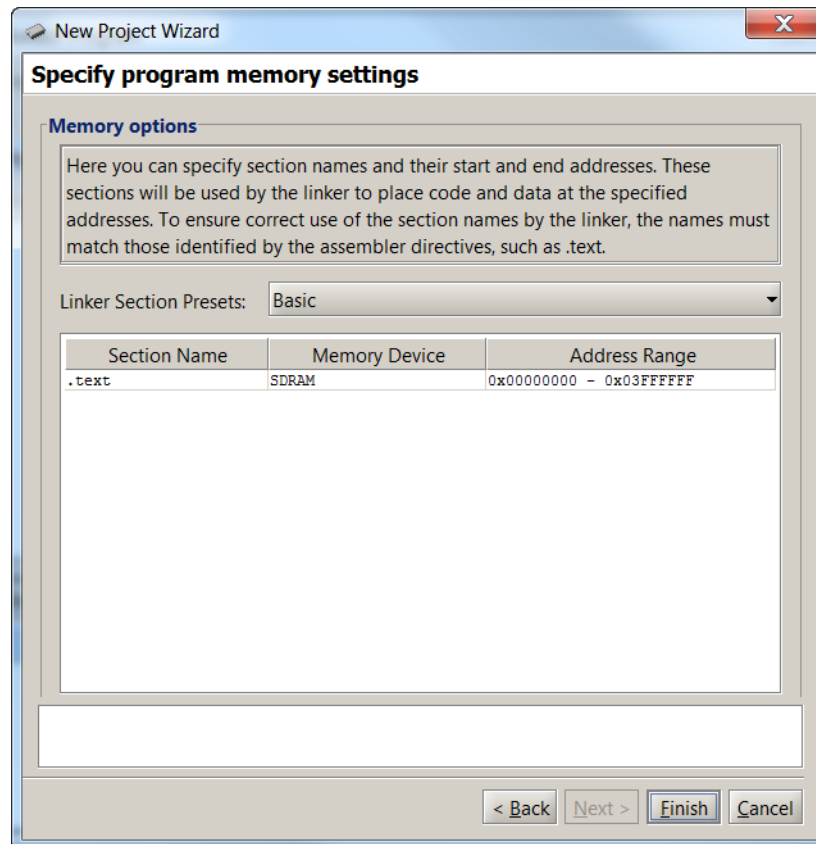 New Project Wizard
Specify program memory settings
Memory options
Here you can specify section names and their start and end addresses. These
sections will be used by the linker to place code and data at the specified
addresses. To ensure correct use of the section names by the linker, the names must
match those identified by the assembler directives, such as .text.
Linker Section Presets: Basic
Section Name Memory Device Address Range
.text SDRAM 0x00000000 - 0x03FFFFFF
< Back Next > Finish Cancel